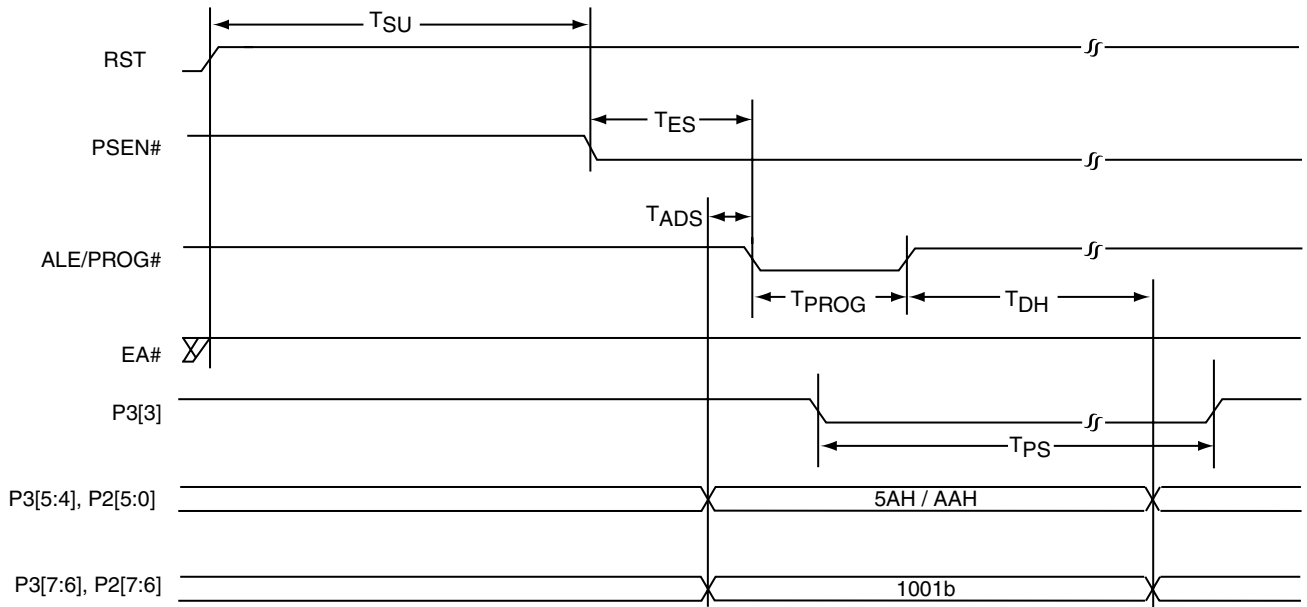 TSU
RST
TES
PSEN#
TADS
ALE/PROG#
TPROG
TDH
EA#
P3[3]
TPS
P3[5:4], P2[5:0]
5AH / AAH
P3[7:6], P2[7:6]
1001b